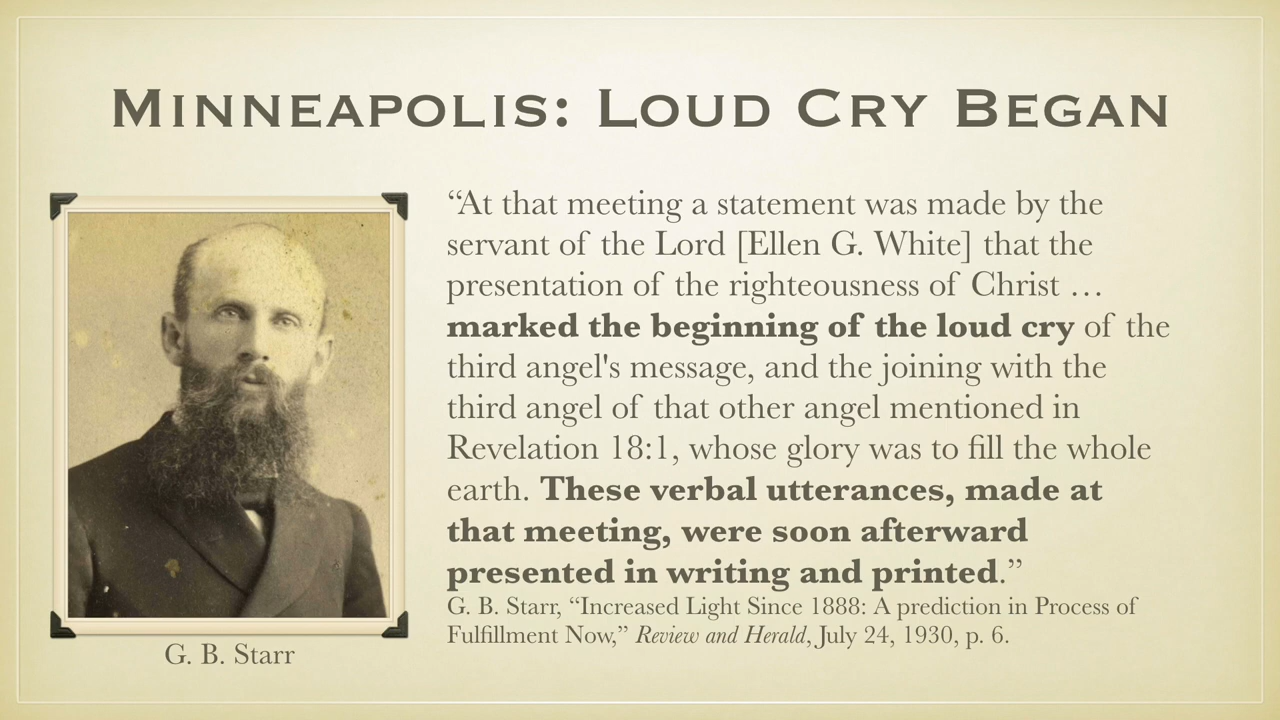 Minneapolis: Loud Cry Began
“At that meeting a statement was made by the
servant of the Lord [Ellen G. White] that the
presentation of the righteousness of Christ …
marked the beginning of the loud cry of the
third angel's message, and the joining with the
third angel of that other angel mentioned in
Revelation 18:1, whose glory was to fill the whole
earth. These verbal utterances, made at
that meeting, were soon afterward
presented in writing and printed.”
G. B. Starr, “Increased Light Since 1888: A prediction in Process of
Fulfillment Now,” Review and Herald, July 24, 1930, p. 6.
G. B. Starr